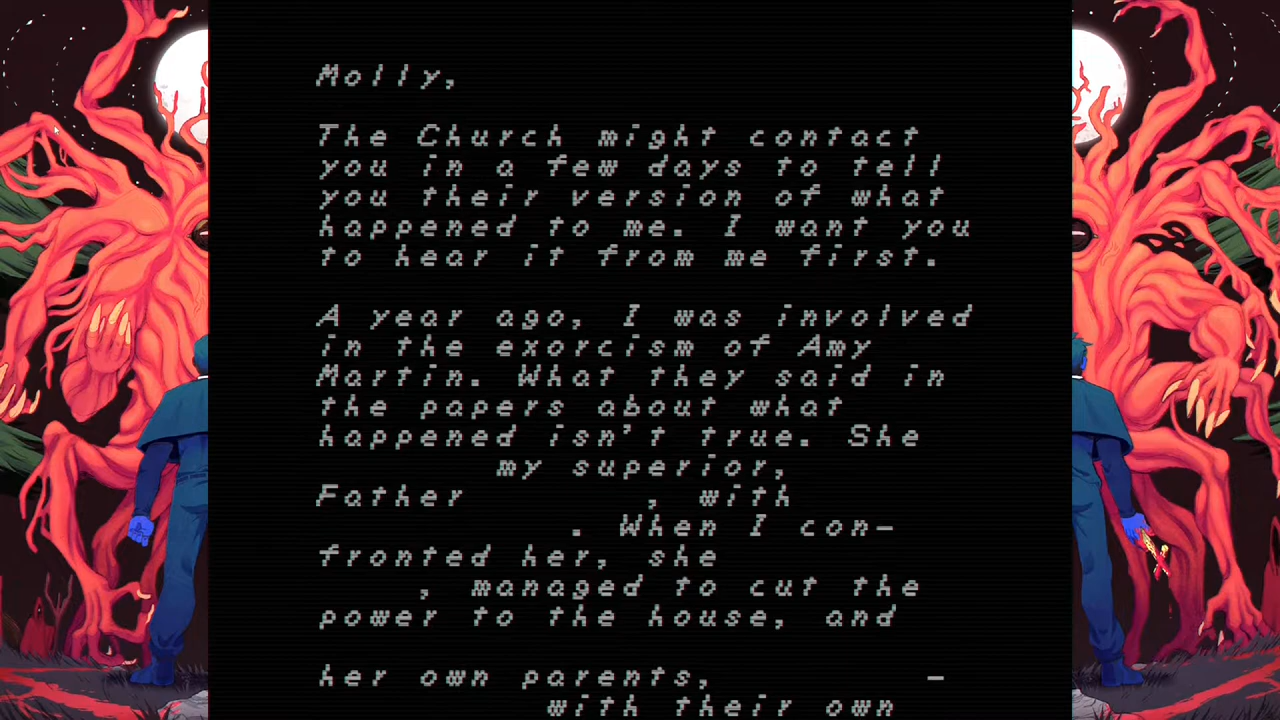 Molly,
The Church might contact
you in a few days to tell
you their version of what
happened to me. I want you
to hear it from me first.
A year ago, I was involved
in the exorcism of Amy
Martin. What they said in
the papers about what
happened isn't true. She
my superior,
Father , with
. When I con-
fronted her, she
, managed to cut the
power to the house, and
her own parents, -
with their own